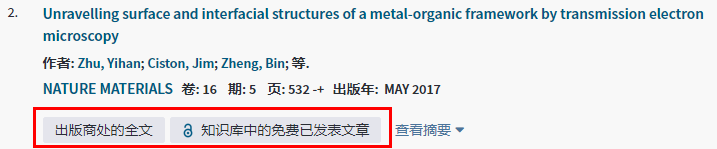 2. Unravelling surface and interfacial structures of a metal-organic framework by transmission electron
microscopy
作者: Zhu, Yihan; Ciston, Jim; Zheng, Bin; 等.
NATURE MATERIALS 卷: 16 期: 5 页: 532 -+ 出版年: MAY 2017
出版商处的全文 知识库中的免费已发表文章 查看摘要